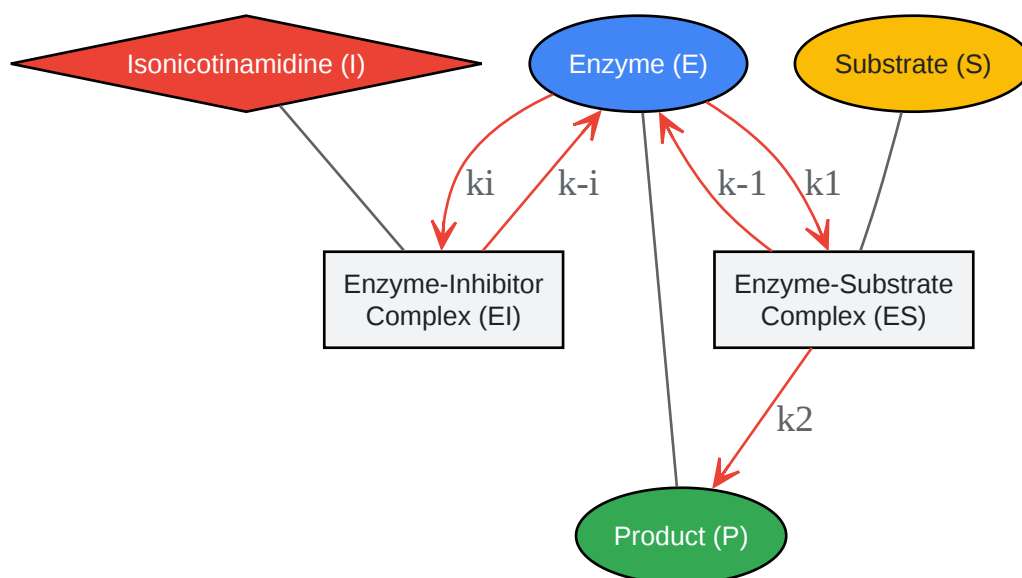 Isonicotinamidine (I)
Enzyme (E)
Substrate (S)
ki
k-i
k-1
k1
Enzyme-Inhibitor
Complex (EI)
Enzyme-Substrate
Complex (ES)
k2
Product (P)